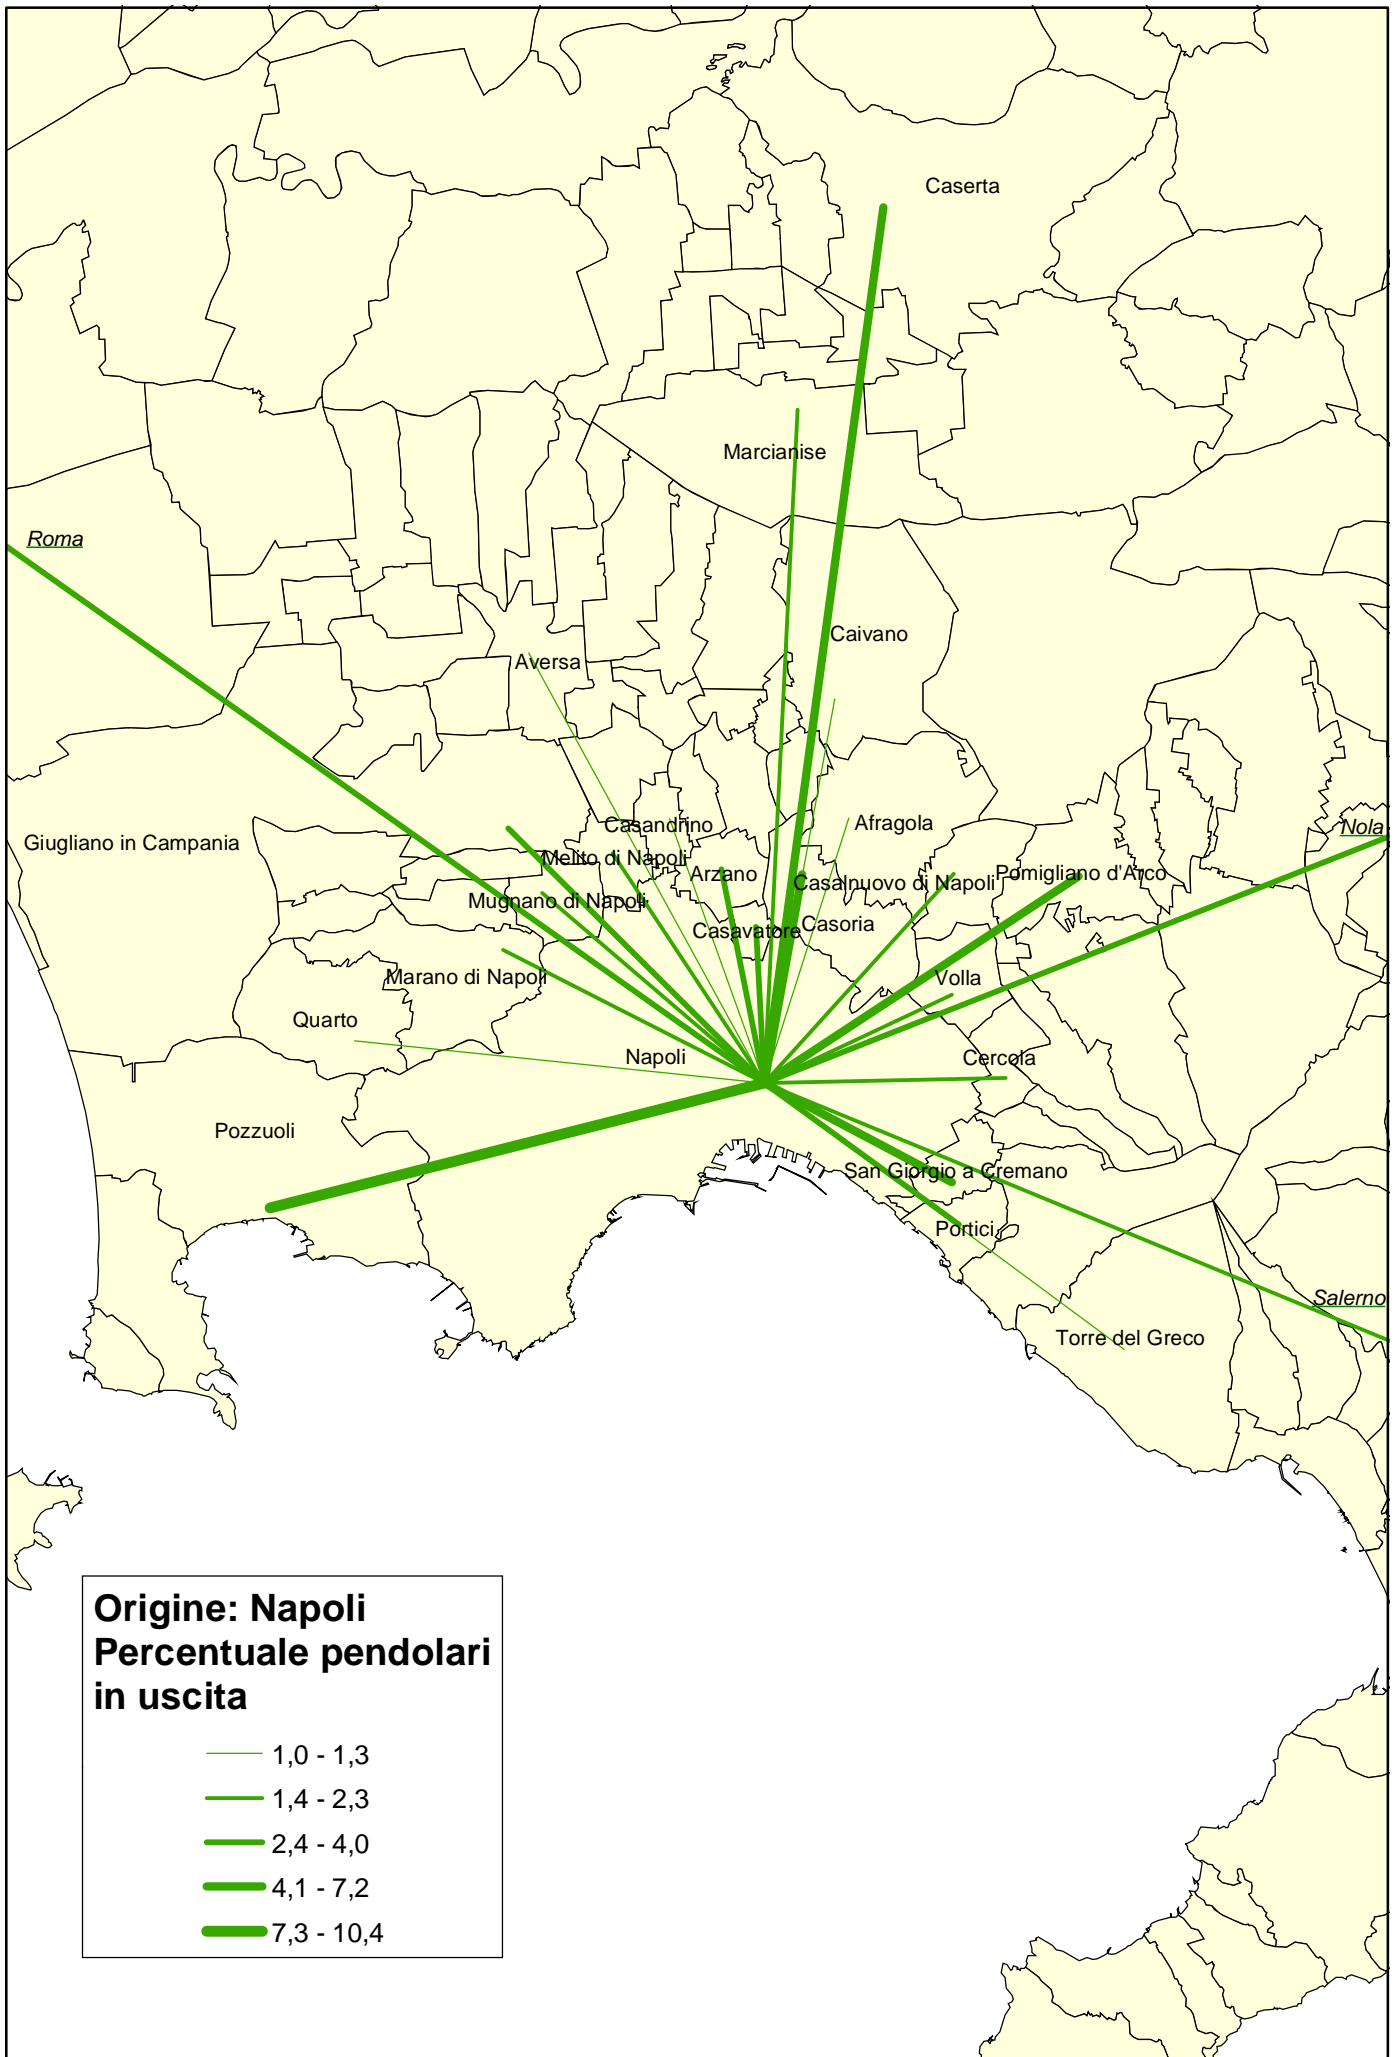 Caserta
Marcianise
Roma
Caivano
Aversa
Casandrino
Afragola
Nola
Giugliano in Campania
Melito di Napoli
Arzano
Casalnuovo di Napoli
Pomigliano d'Arco
Mugnano di Napoli
Casavatore
Casoria
Marano di Napoli
Volla
Quarto
Napoli
Cercola
Pozzuoli
San Giorgio a Cremano
Portici
Salerno
Torre del Greco
Origine: Napoli
Percentuale pendolari
in uscita
1,0 - 1,3
1,4 - 2,3
2,4 - 4,0
4,1 - 7,2
7,3 - 10,4